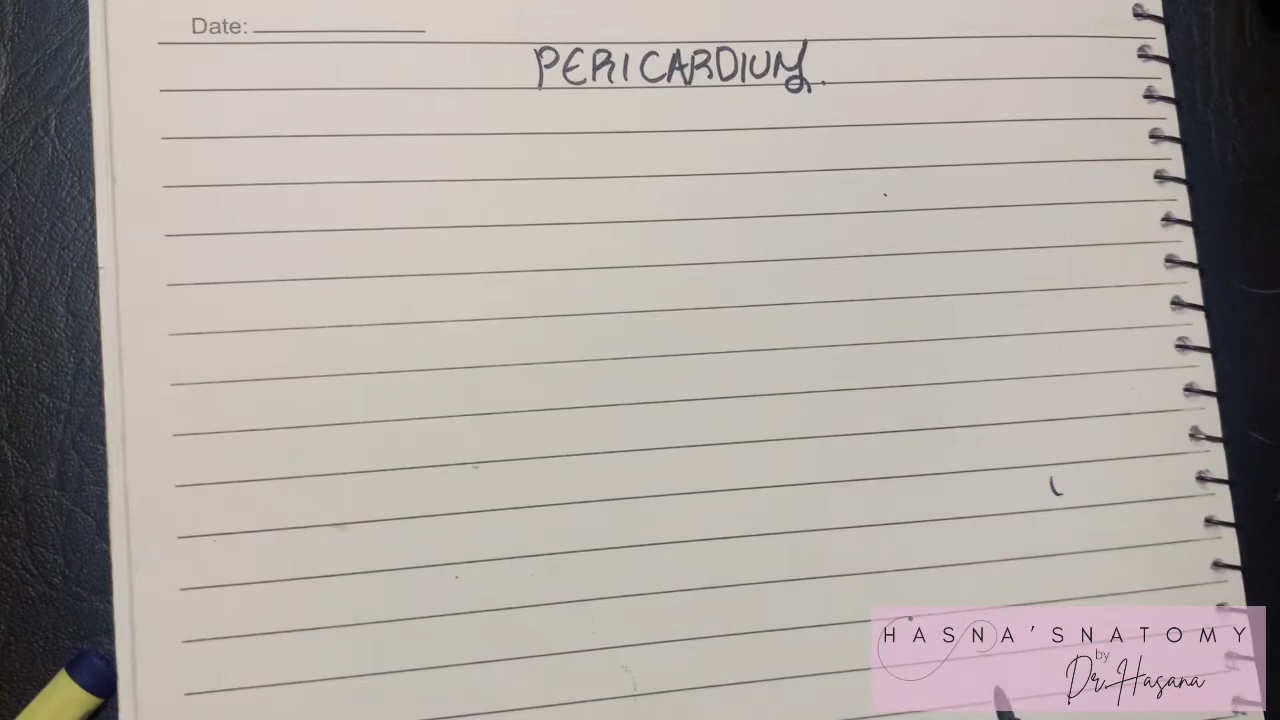 Date:
PERICARDIUM.
HASNA'SNATOMY
by
Dr.Hasana